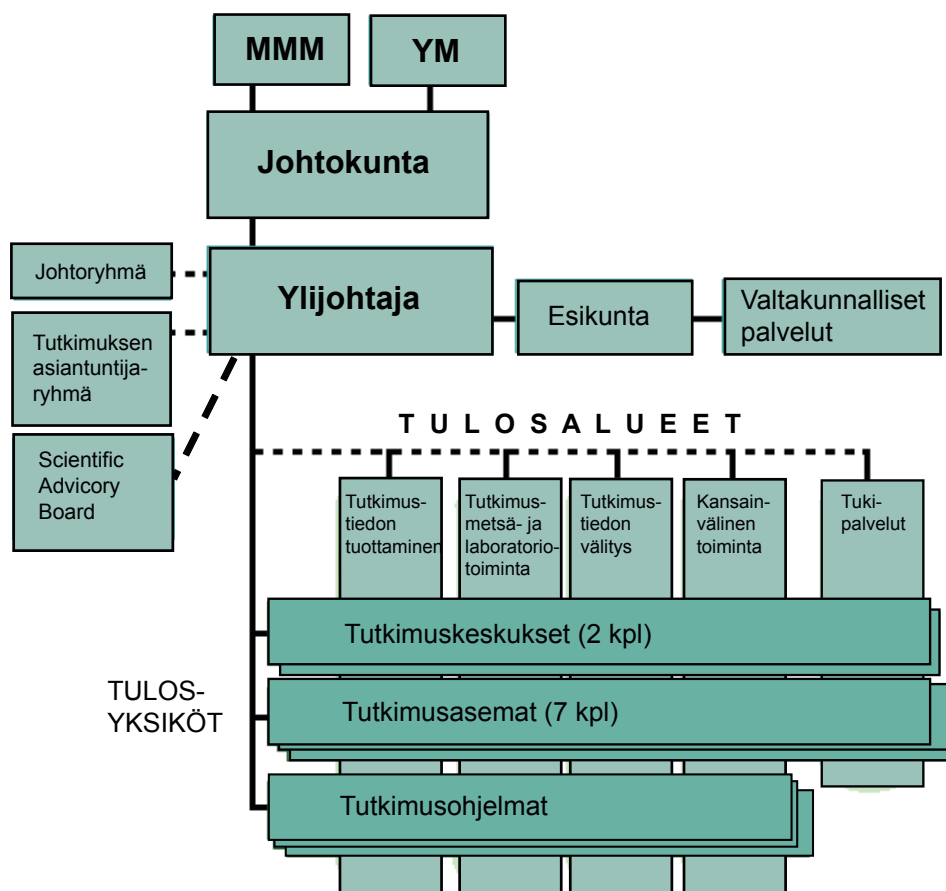 MMM
YM
Johtokunta
Johtoryhmä
Ylijohtaja
Esikunta
Valtakunnalliset
palvelut
Tutkimuksen
asiantuntija-
ryhmä
Scientific
Advicory
Board
TULOSALUEET
Tutkimus-
tiedon
tuottaminen
Tutkimus-
metsä- ja
laboratorio-
toiminta
Tutkimus-
tiedon
välitys
Kansain-
välinen
toiminta
Tuki-
palvelut
TULOS-
YKSIKÖT
Tutkimuskeskukset (2 kpl)
Tutkimusasemat (7 kpl)
Tutkimusohjelmat